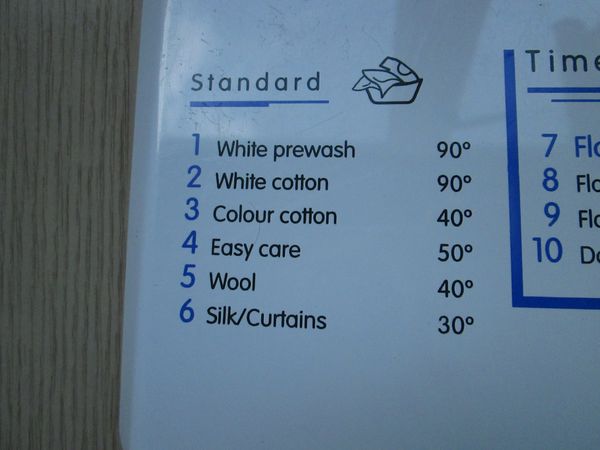 Standard
1 White prewash 90°
2 White cotton 90°
3 Colour cotton 40°
4 Easy care 50°
5 Wool 40°
6 Silk/Curtains 30°
7
8
9
10